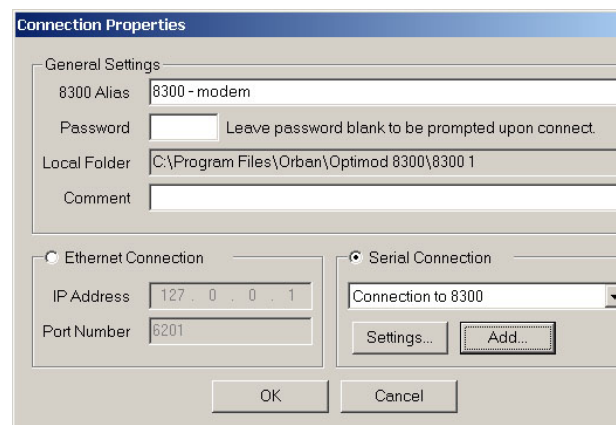 Connection Properties
General Settings
8300 Alias 8300 - modem
Password Leave password blank to be prompted upon connect.
Local Folder C:\Program Files\Orban\Optimod 8300\8300 1
Comment
Ethernet Connection
IP Address 127 . 0 . 0 . 1
Port Number 6201
Serial Connection
Connection to 8300
Settings... Add...
OK Cancel